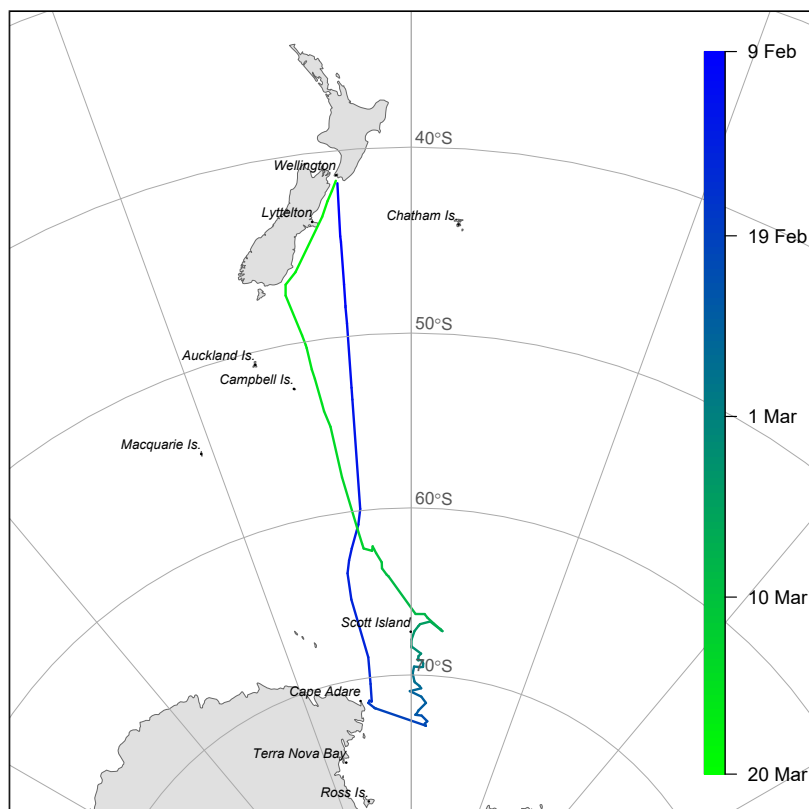 9 Feb
40°S
Wellington
Lyttelton
Chatham Is.
19 Feb
50°S
Auckland Is.
Campbell Is.
1 Mar
Macquarie Is.
60°S
10 Mar
Scott Island
70°S
Cape Adare
Terra Nova Bay
20 Mar
Ross Is.